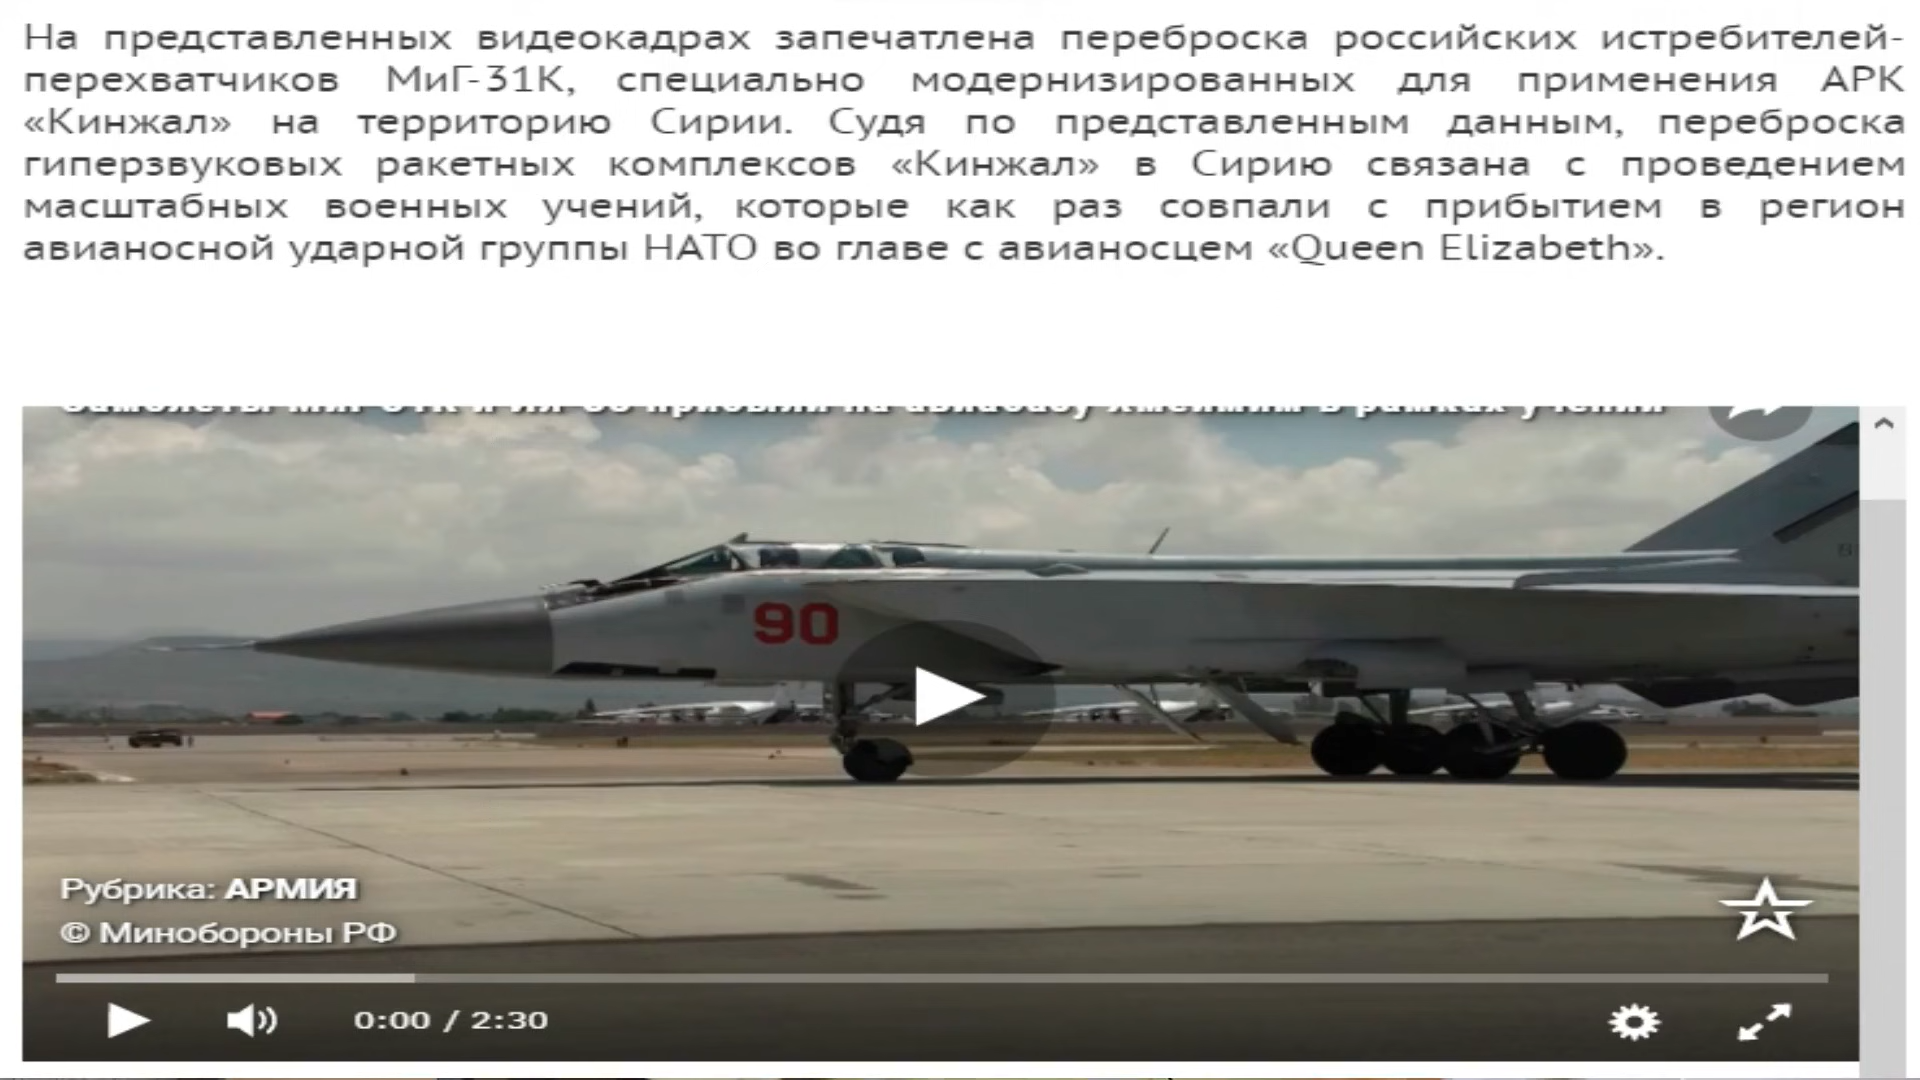 На представленных видеокадрах запечатлена переброска российских истребителей-
перехватчиков МиГ-31К, специально модернизированных для применения АРК
«Кинжал» на территорию Сирии. Судя по представленным данным, переброска
гиперзвуковых ракетных комплексов «Кинжал» в Сирию связана с проведением
масштабных военных учений, которые как раз совпали с прибытием в регион
авианосной ударной группы НАТО во главе с авианосцем «Queen Elizabeth».
90
Рубрика: АРМИЯ
© Минобороны РФ
0:00 / 2:30